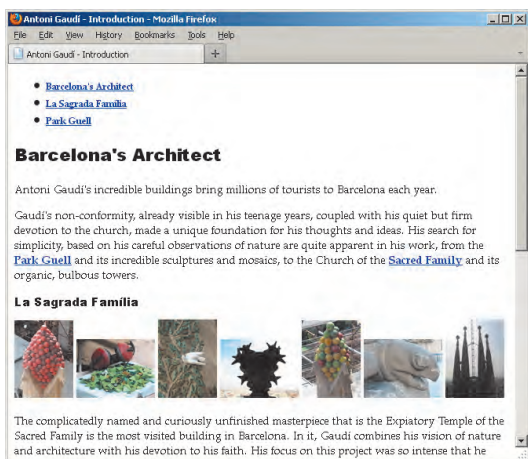 Antoni Gaudí - Introduction - Mozilla Firefox
File Edit View History Bookmarks Tools Help
Antoni Gaudí - Introduction
Barcelona's Architect
La Sagrada Família
Park Guell
Barcelona's Architect
Antoni Gaudí's incredible buildings bring millions of tourists to Barcelona each year.
Gaudí's non-conformity, already visible in his teenage years, coupled with his quiet but firm
devotion to the church, made a unique foundation for his thoughts and ideas. His search for
simplicity, based on his careful observations of nature are quite apparent in his work, from the
Park Guell and its incredible sculptures and mosaics, to the Church of the Sacred Family and its
organic, bulbous towers.
La Sagrada Família
The complicatedly named and curiously unfinished masterpiece that is the Expiatory Temple of the
Sacred Family is the most visited building in Barcelona. In it, Gaudí combines his vision of nature
and architecture with his devotion to his faith. His focus on this project was so intense that he